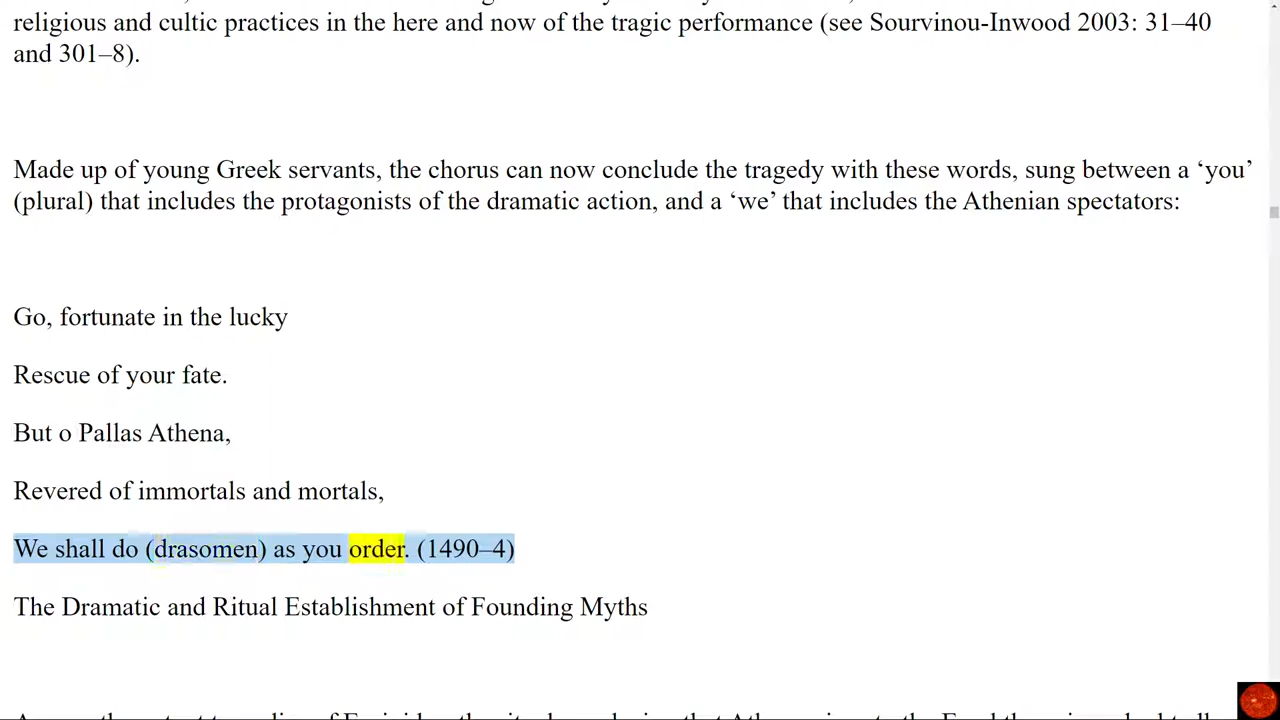 religious and cultic practices in the here and now of the tragic performance (see Sourvinou-Inwood 2003: 31–40
and 301–8).
Made up of young Greek servants, the chorus can now conclude the tragedy with these words, sung between a ‘you’
(plural) that includes the protagonists of the dramatic action, and a ‘we’ that includes the Athenian spectators:
Go, fortunate in the lucky
Rescue of your fate.
But o Pallas Athena,
Revered of immortals and mortals,
We shall do (drasomen) as you order. (1490–4)
The Dramatic and Ritual Establishment of Founding Myths